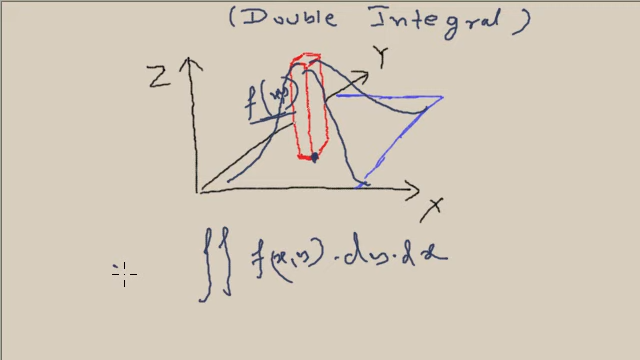 (Double Integral)
Z
Y
f(x,y)
X
∬ f(x,y) . dy . dx